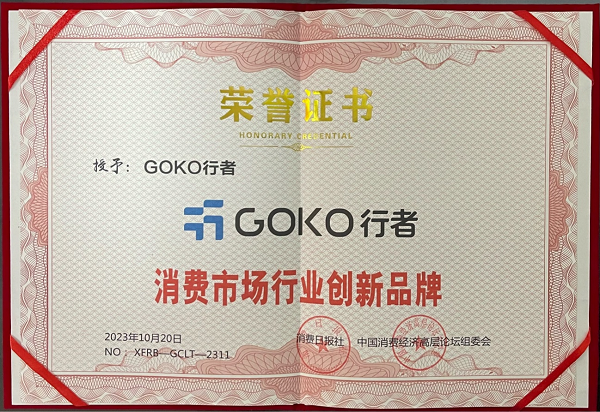 荣誉证书
HONORARY CREDENTIAL
授予：GOKO行者
GOKO行者
消费市场行业创新品牌
2023年10月20日
消费日报社 中国消费经济高层论坛组委会
NO：XFRB—GCLT—2311